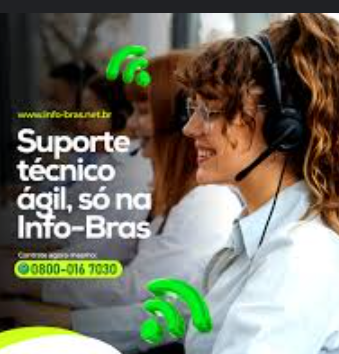 www.info-bras.net.br
Suporte
técnico
ágil, só na
Info-Bras
Contrate agora mesmo:
0800-016 7030